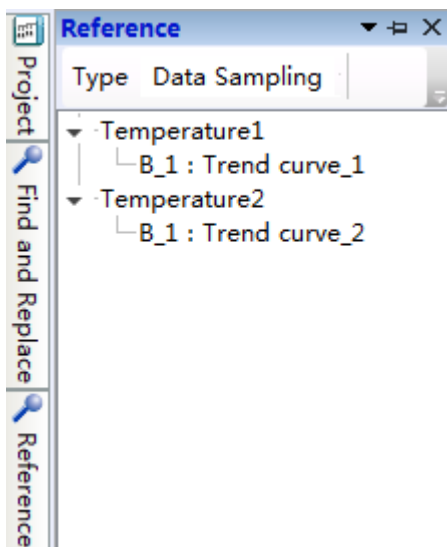 Reference
Type Data Sampling
Temperature1
B_1 : Trend curve_1
Temperature2
B_1 : Trend curve_2
Project
Find and Replace
Reference